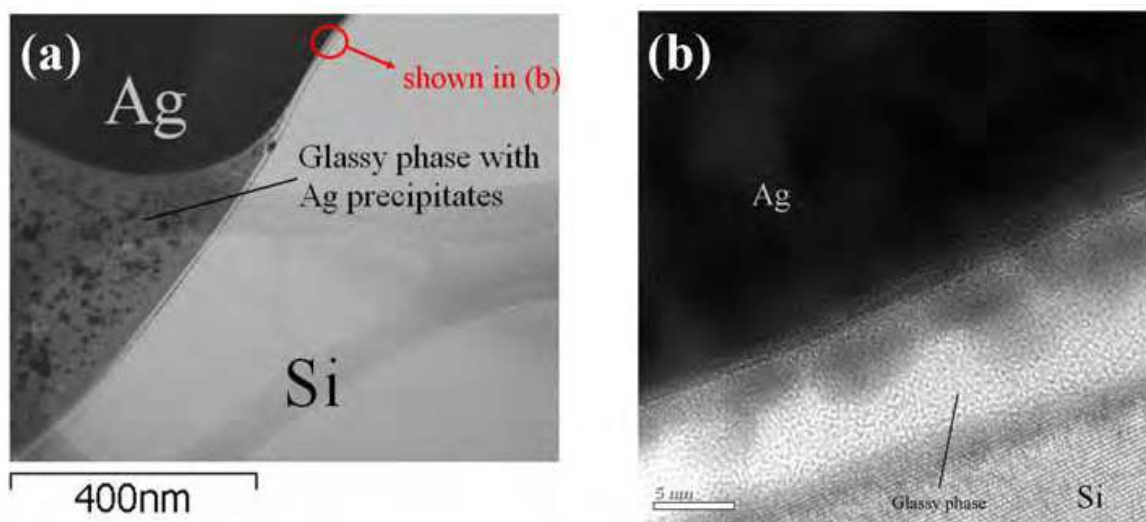 (a)
Ag
shown in (b)
Glassy phase with
Ag precipitates
Si
400nm
(b)
Ag
5 nm
Glassy phase
Si